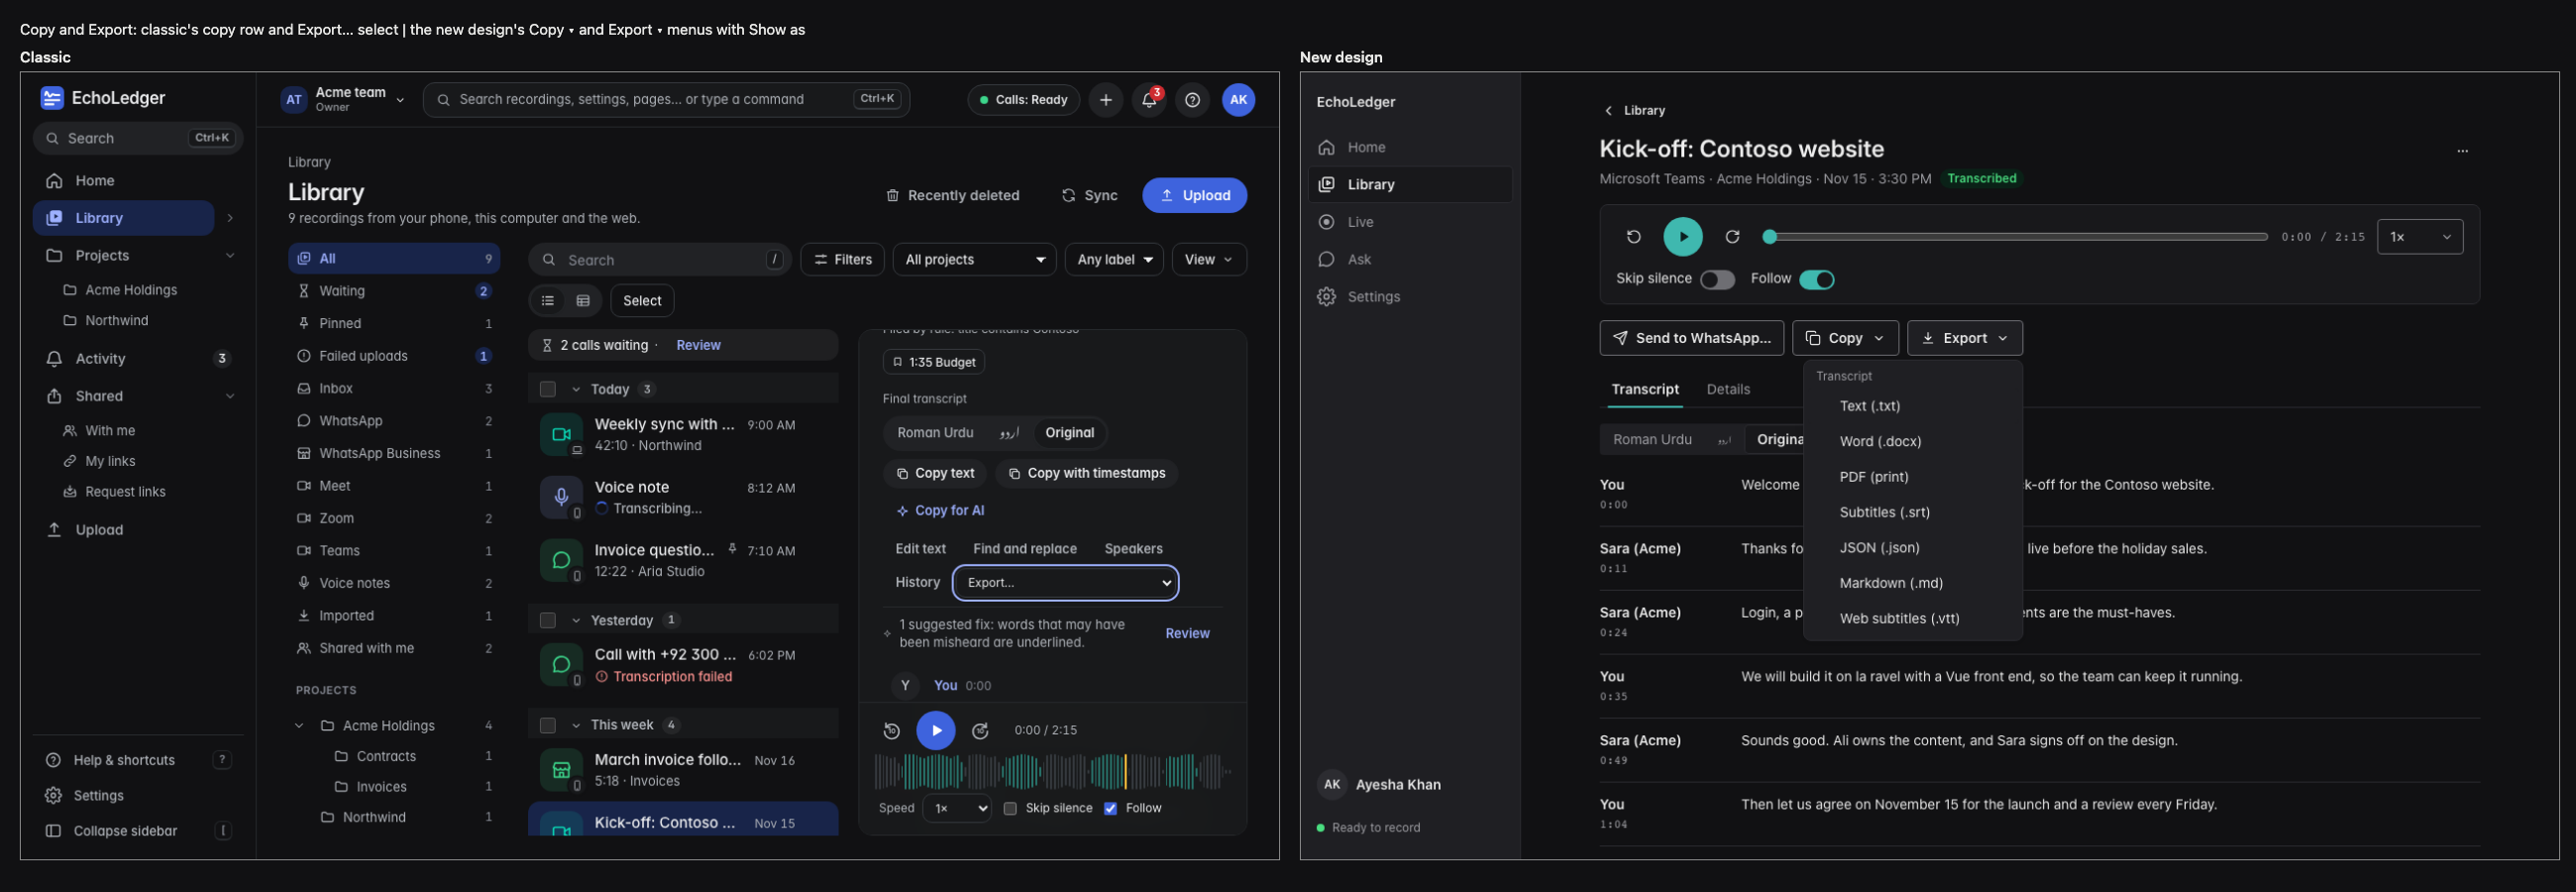 Copy and Export: classic's copy row and Export... select | the new design's Copy ▾ and Export ▾ menus with Show as
Classic
EchoLedger
Search Ctrl+K
Home
Library
Projects
Acme Holdings
Northwind
Activity 3
Shared
With me
My links
Request links
Upload
Help & shortcuts ?
Settings
Collapse sidebar [
AT Acme team
Owner
Search recordings, settings, pages... or type a command Ctrl+K
Calls: Ready
3
AK
Library
Library
9 recordings from your phone, this computer and the web.
Recently deleted
Sync
Upload
All 9
Waiting 2
Pinned 1
Failed uploads 1
Inbox 3
WhatsApp 2
WhatsApp Business 1
Meet 1
Zoom 2
Teams 1
Voice notes 2
Imported 1
Shared with me 2
PROJECTS
Acme Holdings 4
Contracts 1
Invoices 1
Northwind 1
Search /
Filters
All projects
Any label
View
Select
2 calls waiting · Review
Today 3
Weekly sync with ... 9:00 AM
42:10 · Northwind
Voice note 8:12 AM
Transcribing...
Invoice questio... 7:10 AM
12:22 · Aria Studio
Yesterday 1
Call with +92 300 ... 6:02 PM
Transcription failed
This week 4
March invoice follo... Nov 16
5:18 · Invoices
Kick-off: Contoso ... Nov 15
Filed by rule: title contains Contoso
1:35 Budget
Final transcript
Roman Urdu اردو Original
Copy text Copy with timestamps
Copy for AI
Edit text Find and replace Speakers
History Export...
1 suggested fix: words that may have
been misheard are underlined.
Review
Y You 0:00
10 10 0:00 / 2:15
Speed 1× Skip silence Follow
New design
EchoLedger
Home
Library
Live
Ask
Settings
AK Ayesha Khan
Ready to record
Library
Kick-off: Contoso website ...
Microsoft Teams · Acme Holdings · Nov 15 · 3:30 PM Transcribed
0:00 / 2:15 1×
Skip silence Follow
Send to WhatsApp... Copy Export
Transcript Details
Transcript
Text (.txt)
Word (.docx)
PDF (print)
Subtitles (.srt)
JSON (.json)
Markdown (.md)
Web subtitles (.vtt)
Roman Urdu اردو Origina
You Welcome k-off for the Contoso website.
0:00
Sara (Acme) Thanks fo live before the holiday sales.
0:11
Sara (Acme) Login, a p ents are the must-haves.
0:24
You We will build it on la ravel with a Vue front end, so the team can keep it running.
0:35
Sara (Acme) Sounds good. Ali owns the content, and Sara signs off on the design.
0:49
You Then let us agree on November 15 for the launch and a review every Friday.
1:04